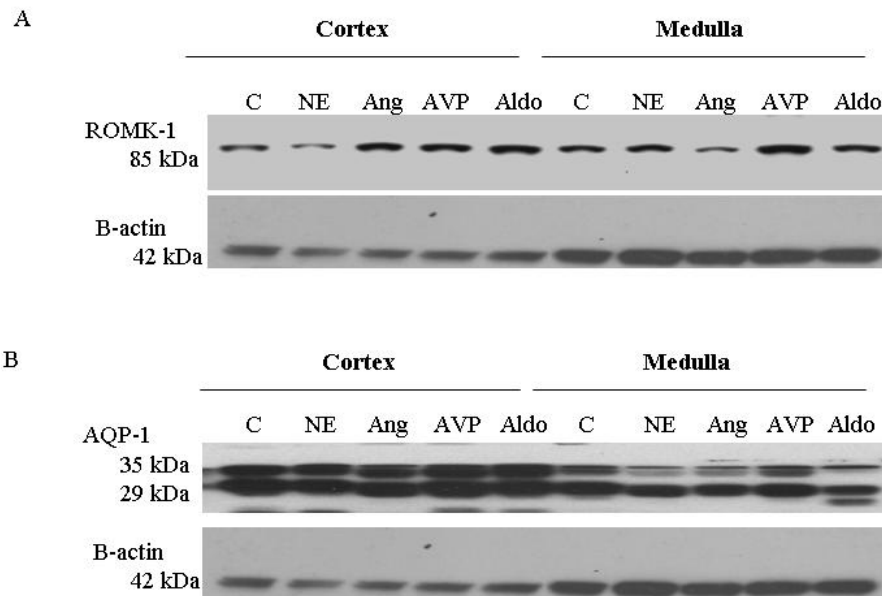 A
Cortex Medulla
C NE Ang AVP Aldo C NE Ang AVP Aldo
ROMK-1
85 kDa
B-actin
42 kDa
B
Cortex Medulla
C NE Ang AVP Aldo C NE Ang AVP Aldo
AQP-1
35 kDa
29 kDa
B-actin
42 kDa